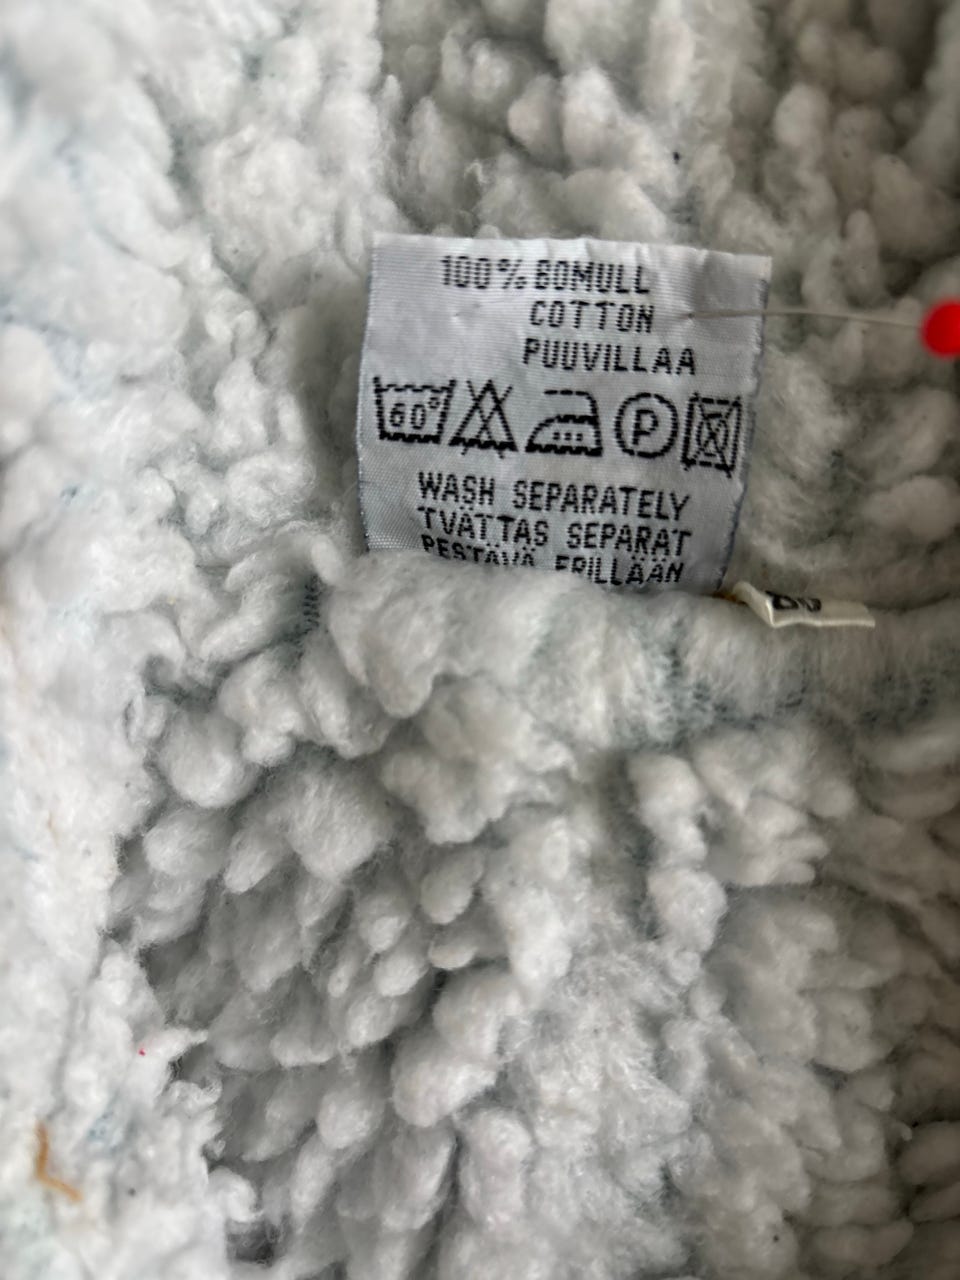 100% BOMULL
COTTON
PUUVILLAA
60° P
WASH SEPARATELY
TVÄTTAS SEPARAT
PESTÄVÄ ERILLÄÄN